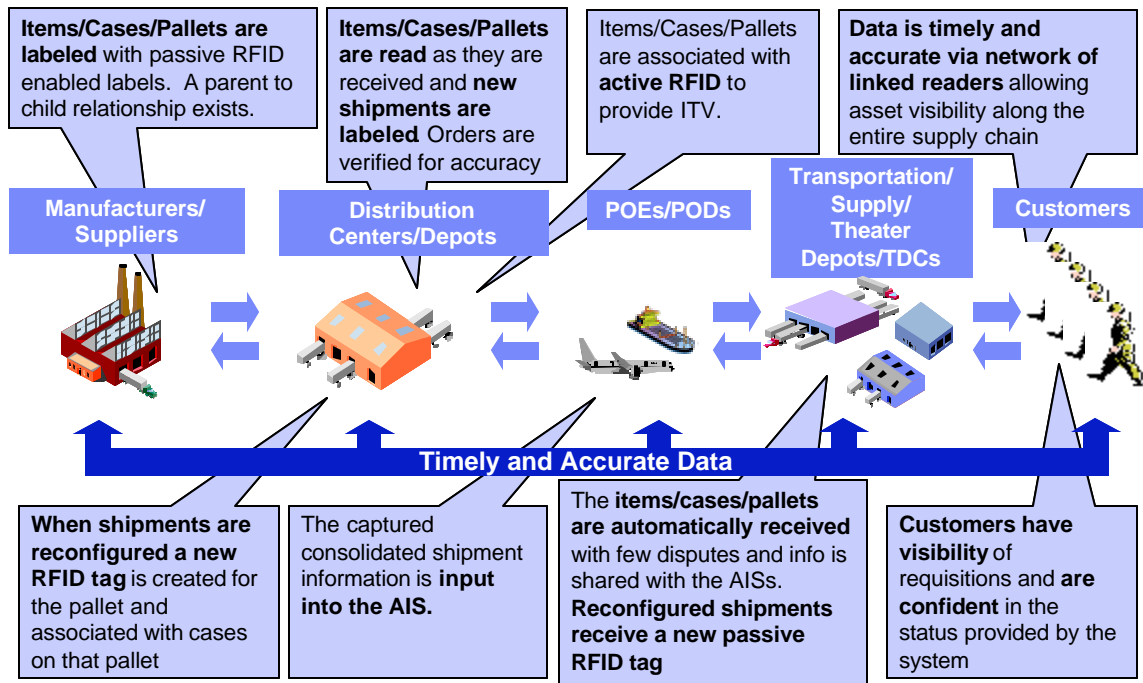 Items/Cases/Pallets are
labeled with passive RFID
enabled labels.  A parent to
child relationship exists.
Items/Cases/Pallets
are read as they are
received and new
shipments are
labeled. Orders are
verified for accuracy
Items/Cases/Pallets
are associated with
active RFID to
provide ITV.
Data is timely and
accurate via network of
linked readers allowing
asset visibility along the
entire supply chain
Manufacturers/
Suppliers
Distribution
Centers/Depots
POEs/PODs
Transportation/
Supply/
Theater
Depots/TDCs
Customers
Timely and Accurate Data
When shipments are
reconfigured a new
RFID tag is created for
the pallet and
associated with cases
on that pallet
The captured
consolidated shipment
information is input
into the AIS.
The items/cases/pallets
are automatically received
with few disputes and info is
shared with the AISs.
Reconfigured shipments
receive a new passive
RFID tag
Customers have
visibility of
requisitions and are
confident in the
status provided by the
system